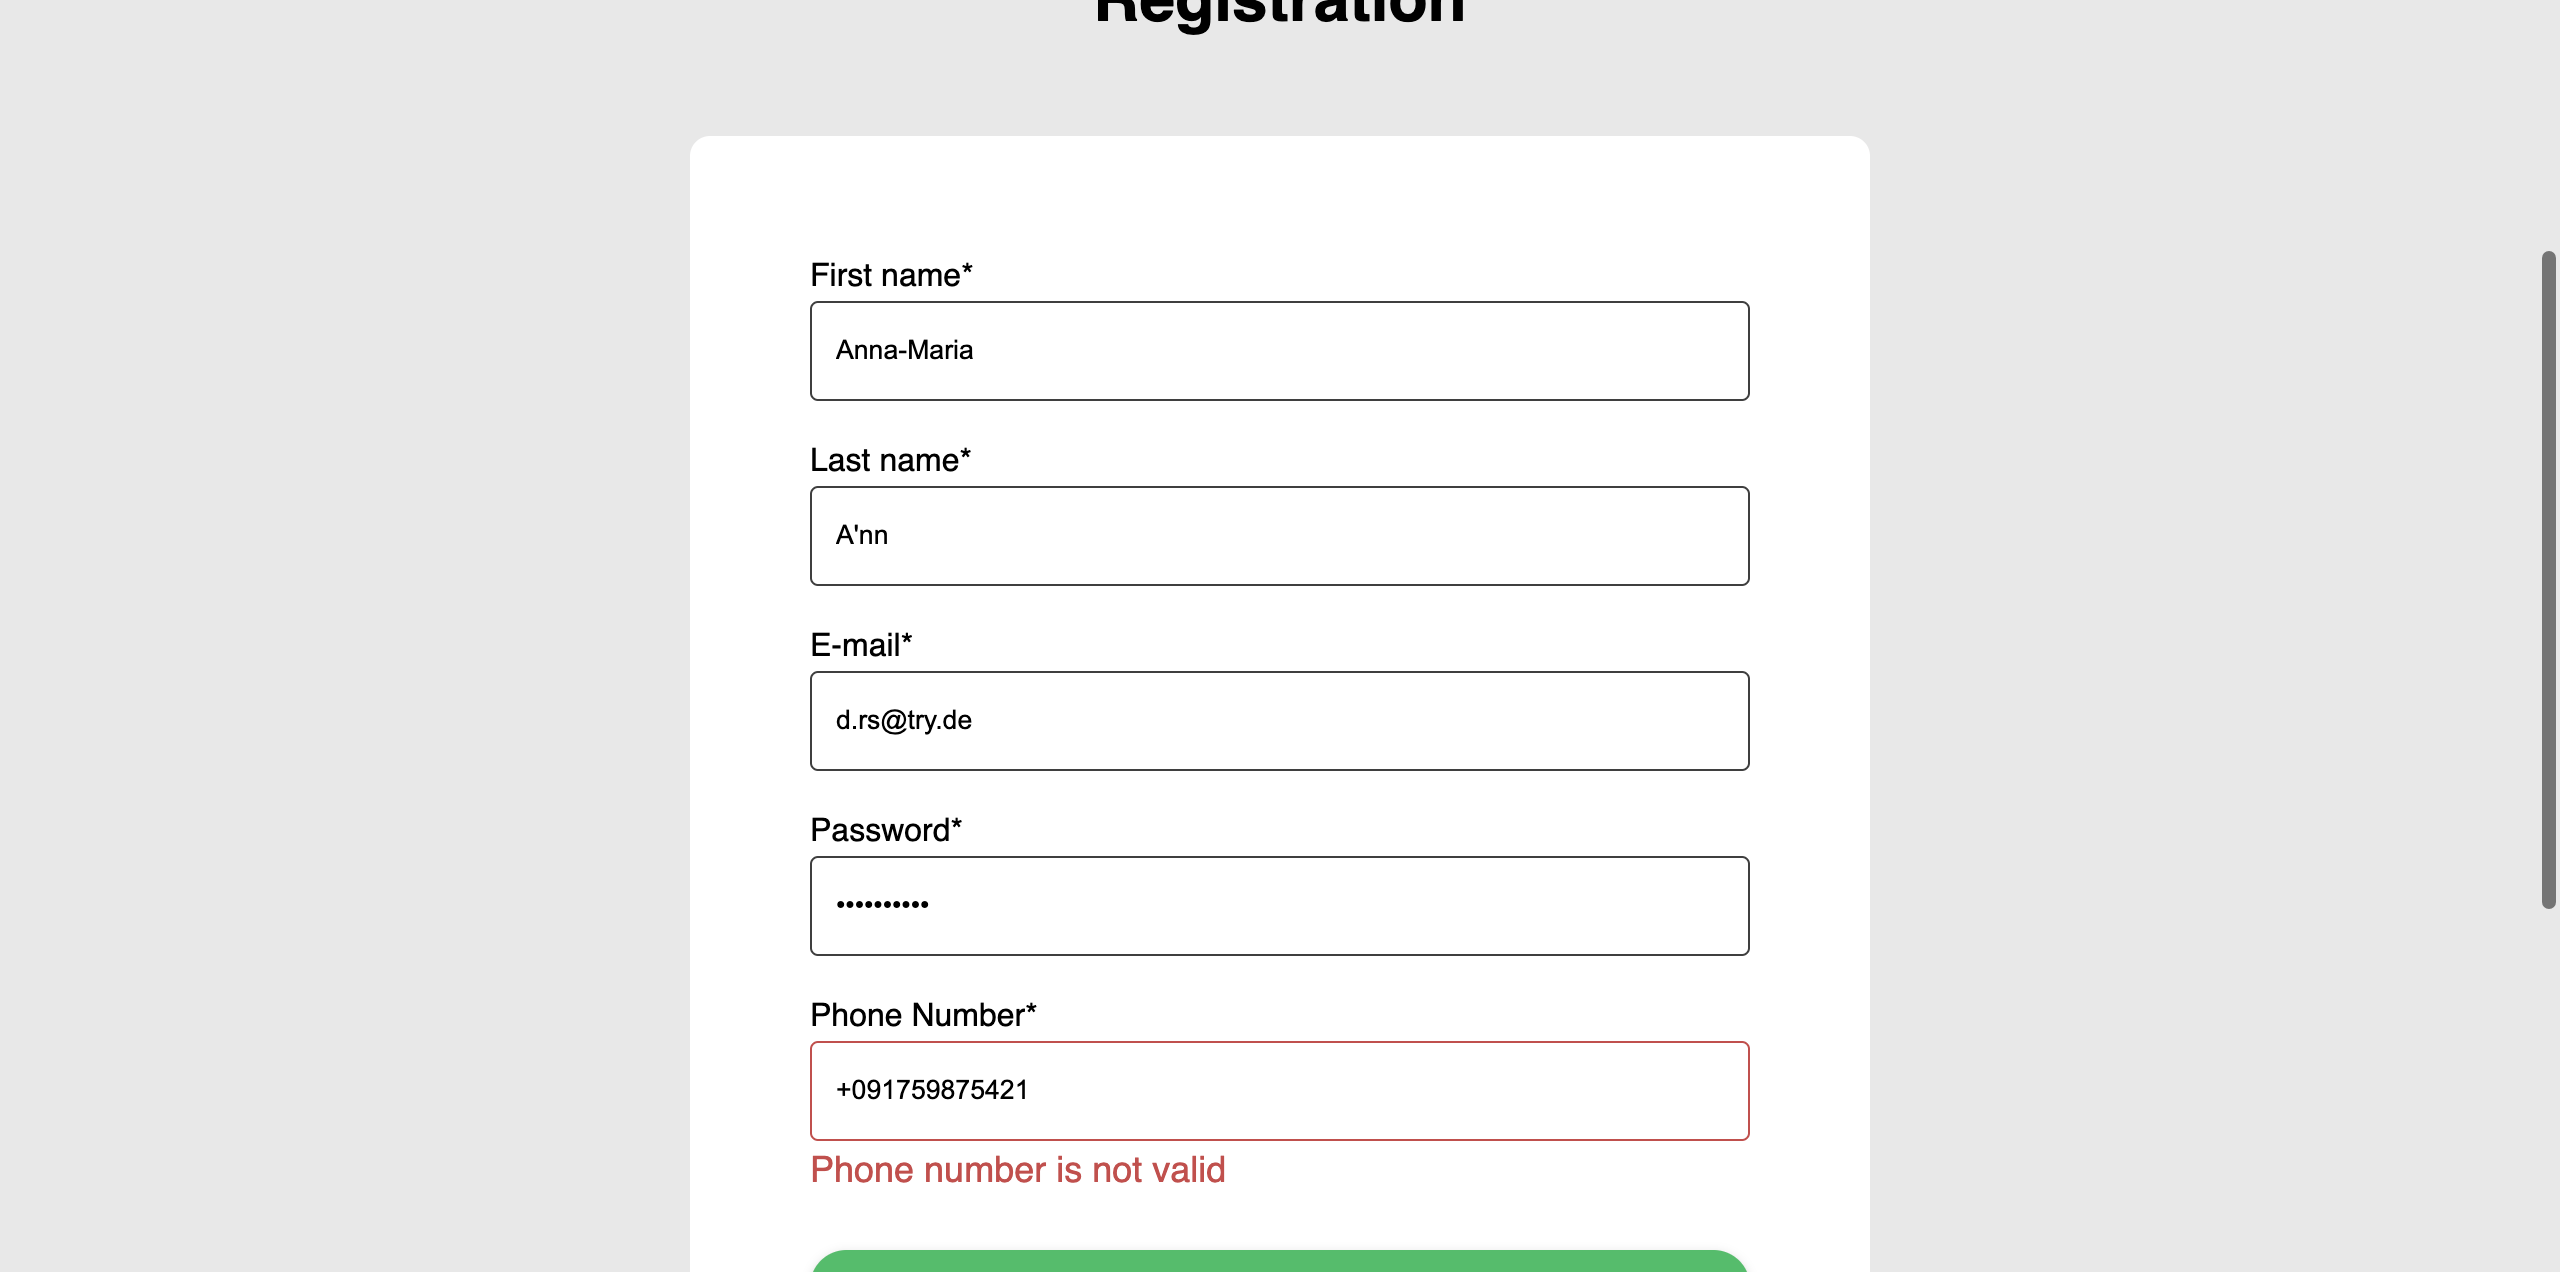 Registration
First name*
Anna-Maria
Last name*
A'nn
E-mail*
d.rs@try.de
Password*
••••••••••
Phone Number*
+091759875421
Phone number is not valid